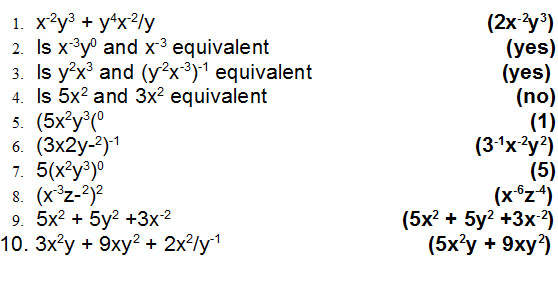 1. x⁻²y³ + y⁴x⁻²/y (2x⁻²y³)
2. Is x⁻³y⁰ and x⁻³ equivalent (yes)
3. Is y²x³ and (y²x⁻³)⁻¹ equivalent (yes)
4. Is 5x² and 3x² equivalent (no)
5. (5x²y³(⁰ (1)
6. (3x2y-²)⁻¹ (3⁻¹x⁻²y²)
7. 5(x²y³)⁰ (5)
8. (x⁻³z-²)² (x⁻⁶z⁻⁴)
9. 5x² + 5y² +3x⁻² (5x² + 5y² +3x⁻²)
10. 3x²y + 9xy² + 2x²/y⁻¹ (5x²y + 9xy²)